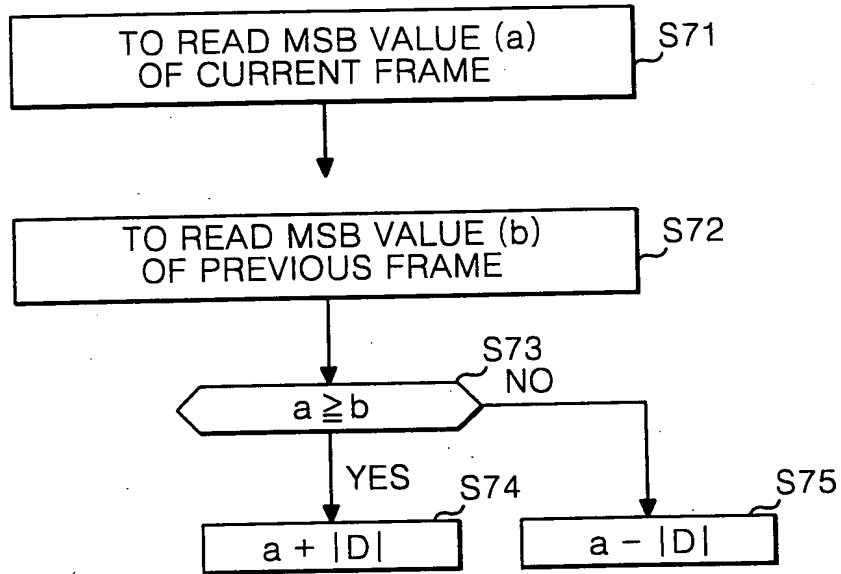 TO READ MSB VALUE (a)
OF CURRENT FRAME
S71
TO READ MSB VALUE (b)
OF PREVIOUS FRAME
S72
S73
a ≧ b
NO
YES
S74
a + |D|
S75
a − |D|